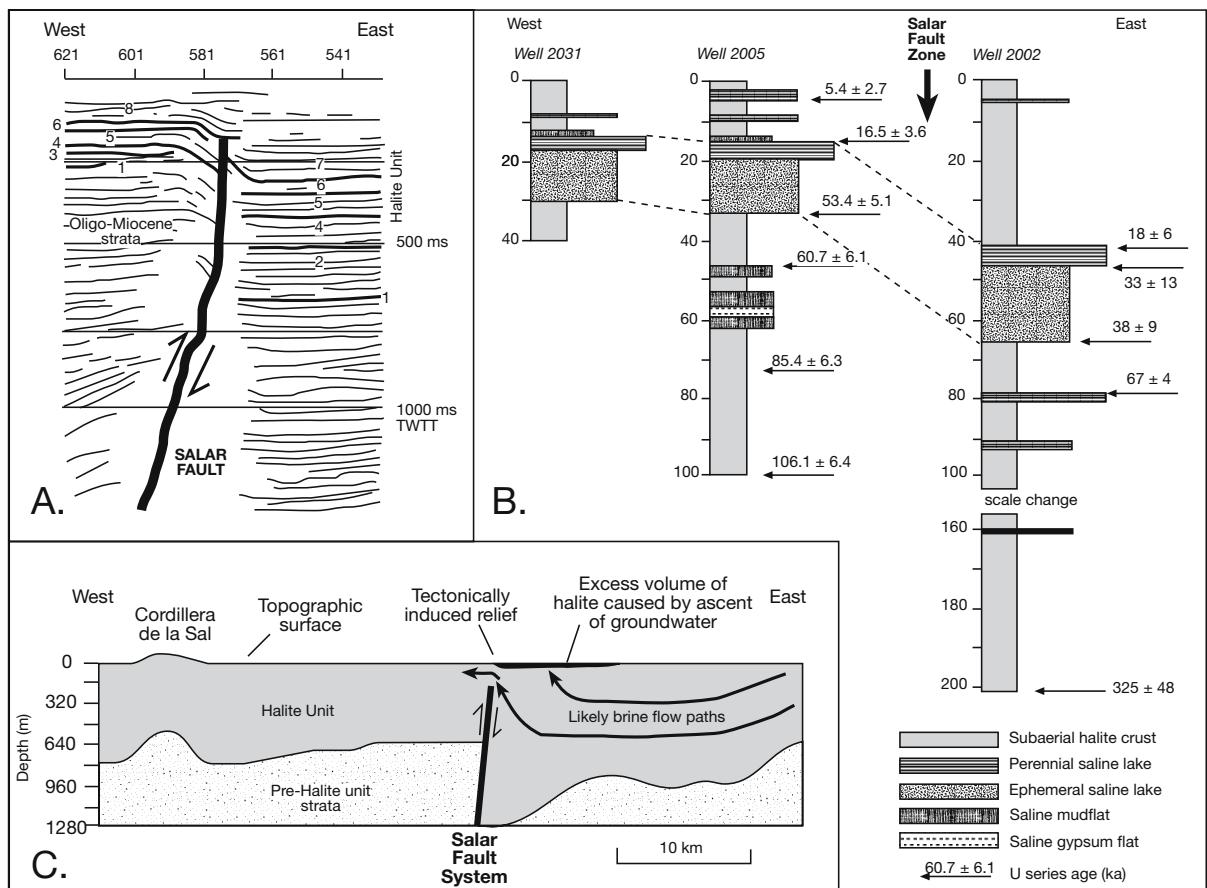 West
East
621
601
581
561
541
8
6
5
4
3
1
7
6
5
4
2
1
Halite Unit
Oligo-Miocene
strata
500 ms
1000 ms
TWTT
SALAR
FAULT
A.
West
East
Salar
Fault
Zone
Well 2031
Well 2005
Well 2002
0
20
40
0
20
40
60
80
100
5.4 ± 2.7
16.5 ± 3.6
53.4 ± 5.1
60.7 ± 6.1
85.4 ± 6.3
106.1 ± 6.4
0
20
40
60
80
100
scale change
160
180
200
18 ± 6
33 ± 13
38 ± 9
67 ± 4
325 ± 48
B.
Subaerial halite crust
Perennial saline lake
Ephemeral saline lake
Saline mudflat
Saline gypsum flat
60.7 ± 6.1
U series age (ka)
West
East
Cordillera
de la Sal
Topographic
surface
Tectonically
induced relief
Excess volume of
halite caused by ascent
of groundwater
Depth (m)
0
320
640
960
1280
Halite Unit
Likely brine flow paths
Pre-Halite unit
strata
Salar
Fault
System
10 km
C.